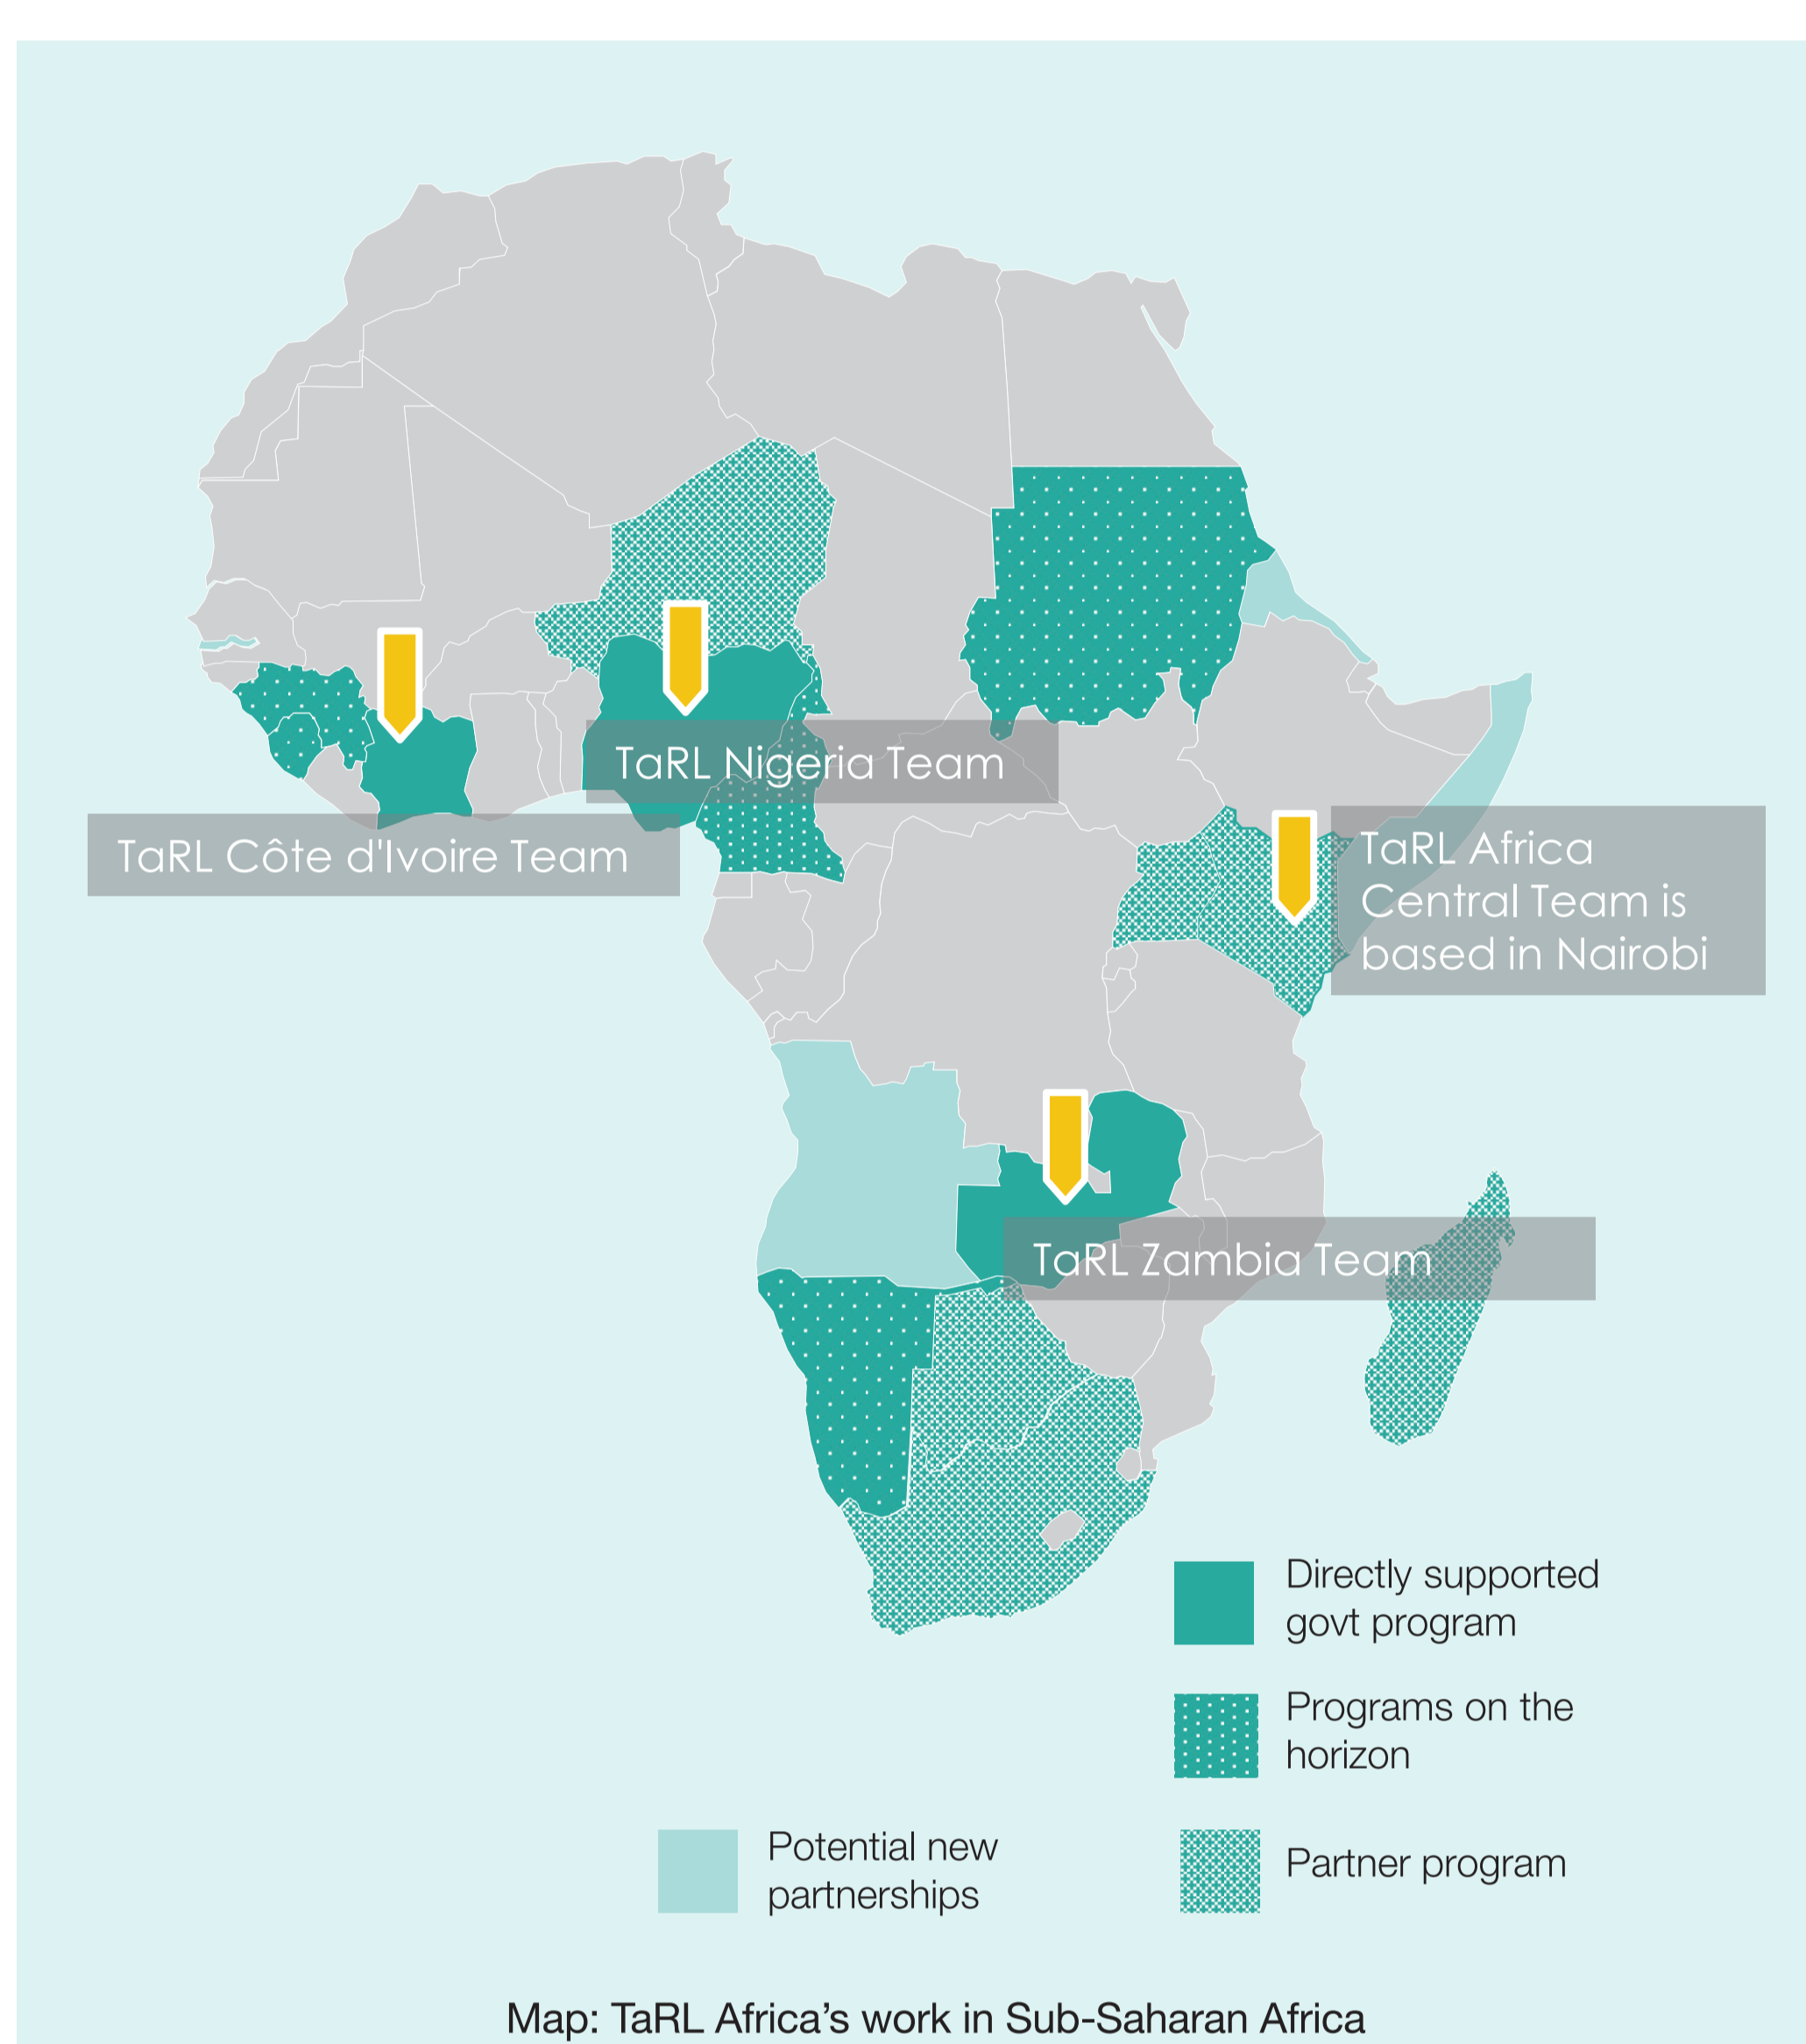 TaRL Nigeria Team
TaRL Côte d'Ivoire Team
TaRL Africa
Central Team is
based in Nairobi
TaRL Zambia Team
Directly supported
govt program
Programs on the
horizon
Potential new
partnerships
Partner program
Map: TaRL Africa’s work in Sub-Saharan Africa